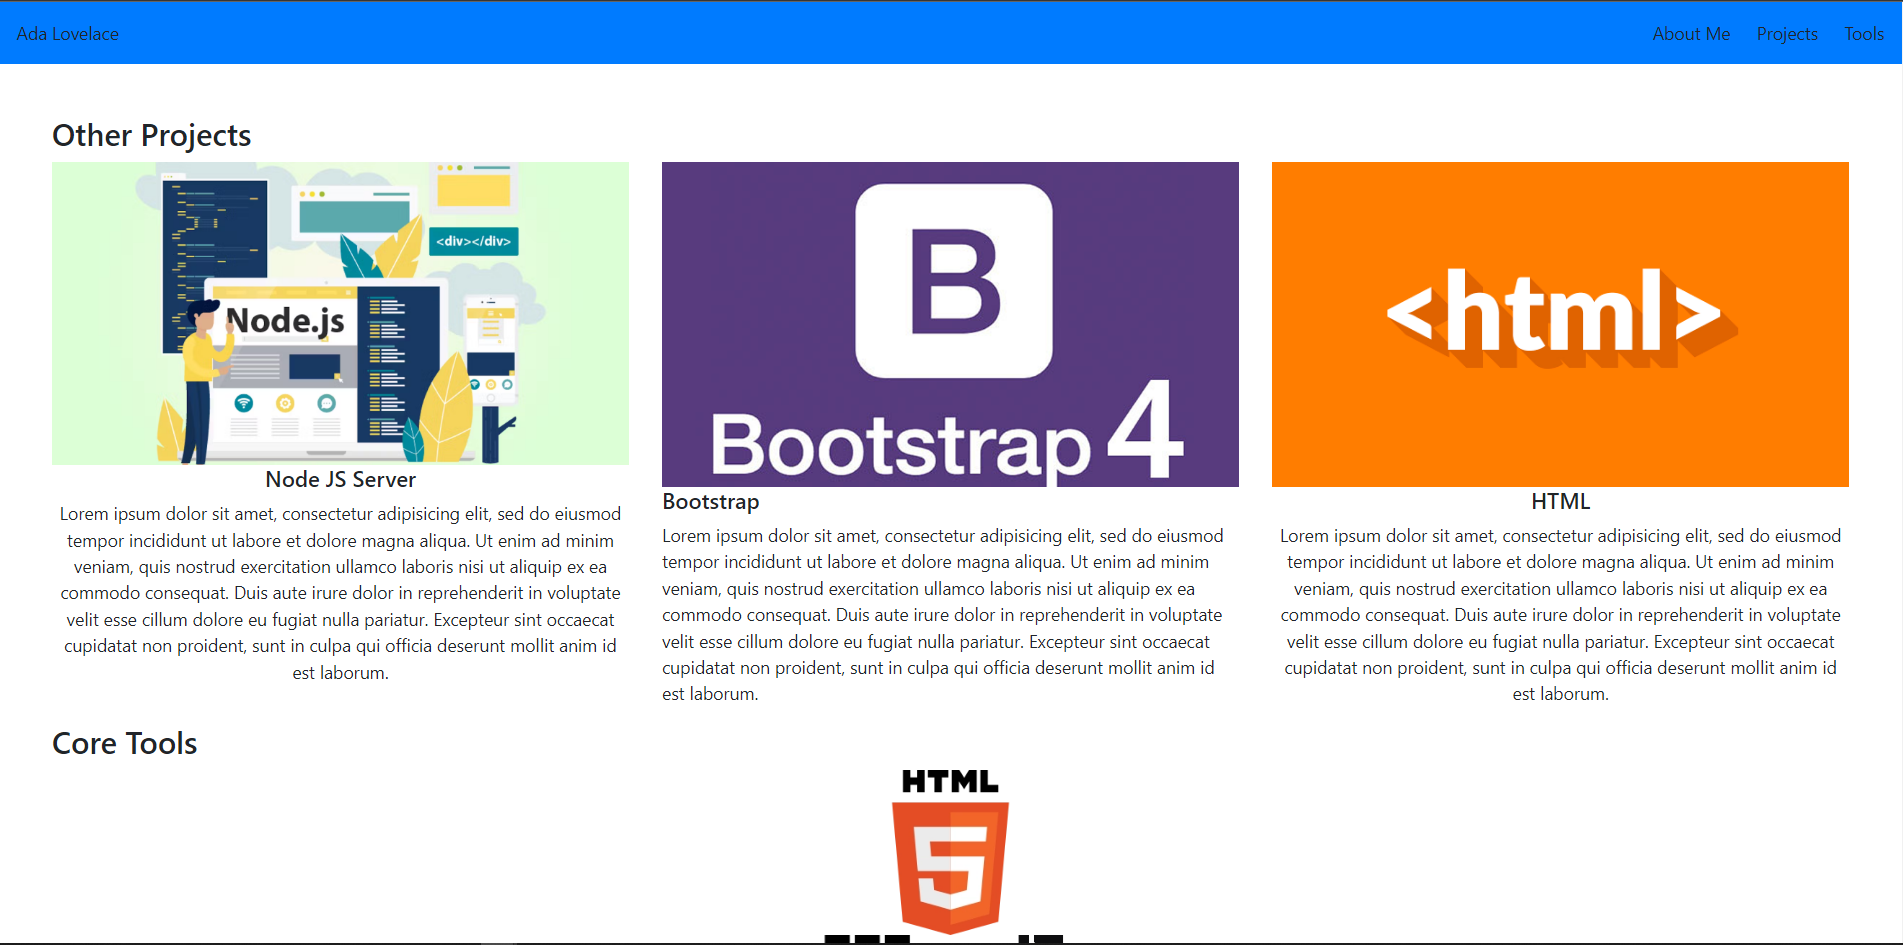 Ada Lovelace
About Me Projects Tools
Other Projects
<div></div>
Node.js
Node JS Server
Lorem ipsum dolor sit amet, consectetur adipisicing elit, sed do eiusmod
tempor incididunt ut labore et dolore magna aliqua. Ut enim ad minim
veniam, quis nostrud exercitation ullamco laboris nisi ut aliquip ex ea
commodo consequat. Duis aute irure dolor in reprehenderit in voluptate
velit esse cillum dolore eu fugiat nulla pariatur. Excepteur sint occaecat
cupidatat non proident, sunt in culpa qui officia deserunt mollit anim id
est laborum.
B
Bootstrap 4
Bootstrap
Lorem ipsum dolor sit amet, consectetur adipisicing elit, sed do eiusmod
tempor incididunt ut labore et dolore magna aliqua. Ut enim ad minim
veniam, quis nostrud exercitation ullamco laboris nisi ut aliquip ex ea
commodo consequat. Duis aute irure dolor in reprehenderit in voluptate
velit esse cillum dolore eu fugiat nulla pariatur. Excepteur sint occaecat
cupidatat non proident, sunt in culpa qui officia deserunt mollit anim id
est laborum.
<html>
HTML
Lorem ipsum dolor sit amet, consectetur adipisicing elit, sed do eiusmod
tempor incididunt ut labore et dolore magna aliqua. Ut enim ad minim
veniam, quis nostrud exercitation ullamco laboris nisi ut aliquip ex ea
commodo consequat. Duis aute irure dolor in reprehenderit in voluptate
velit esse cillum dolore eu fugiat nulla pariatur. Excepteur sint occaecat
cupidatat non proident, sunt in culpa qui officia deserunt mollit anim id
est laborum.
Core Tools
HTML
5